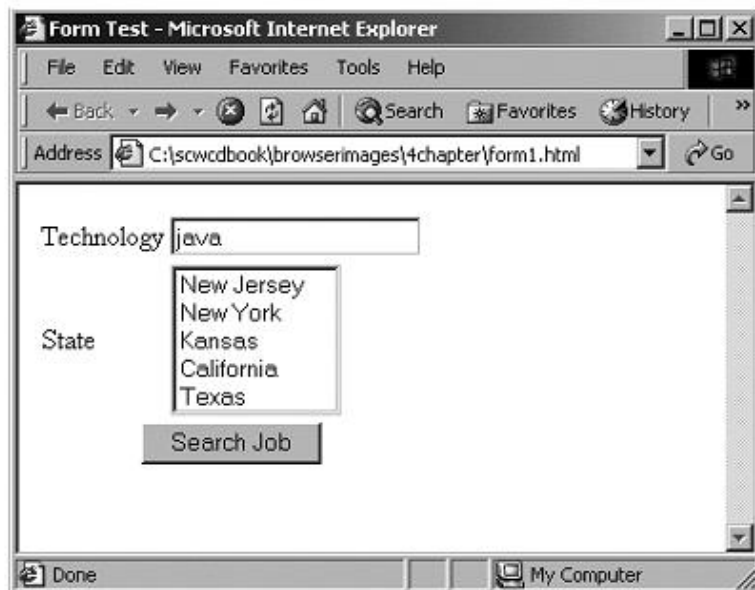 Form Test - Microsoft Internet Explorer
File Edit View Favorites Tools Help
Back Search Favorites History »
Address C:\scwcdbook\browserimages\4chapter\form1.html Go
Technology java
New Jersey
New York
State Kansas
California
Texas
Search Job
Done My Computer